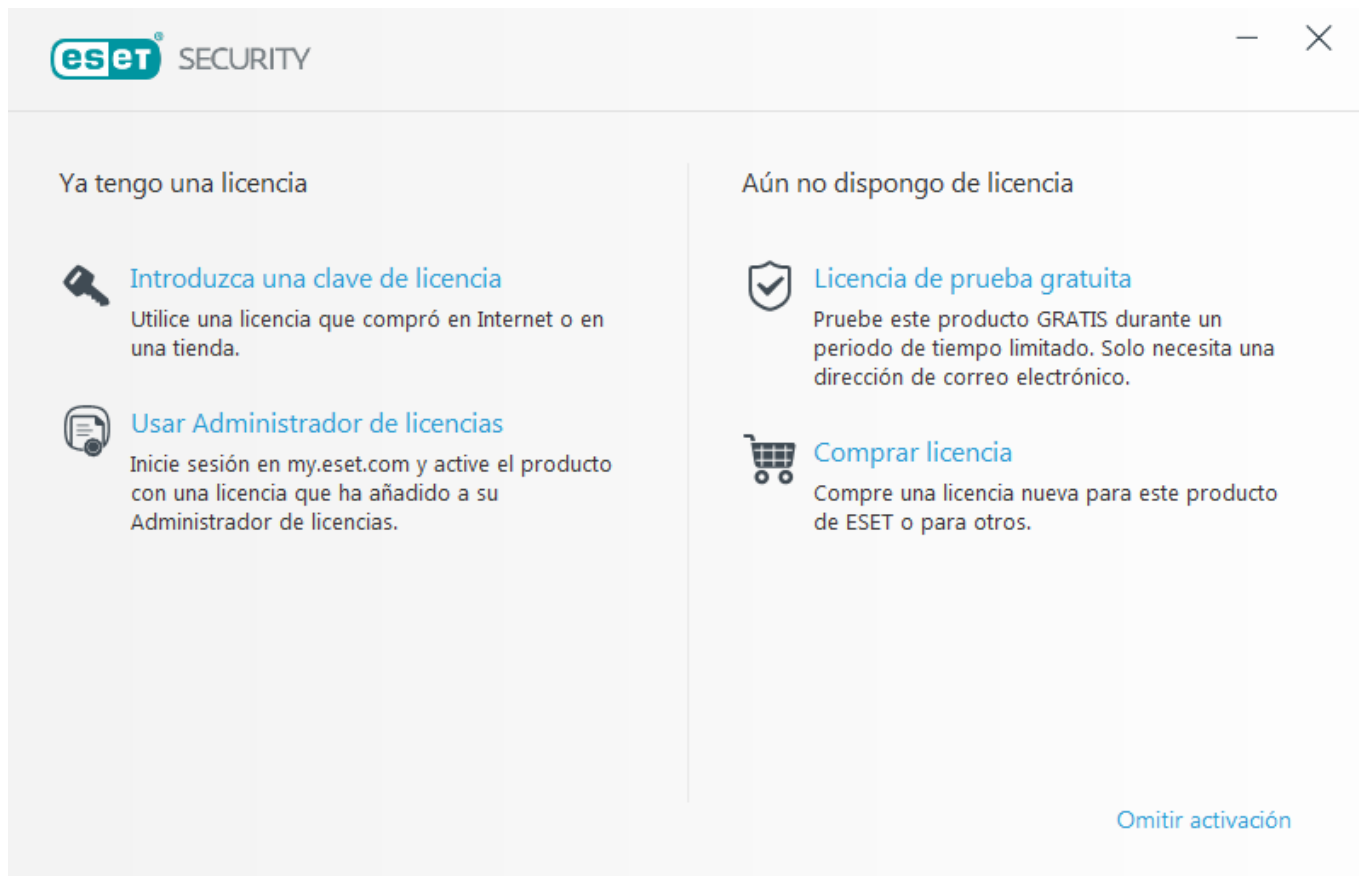 eset® SECURITY
Ya tengo una licencia
Introduzca una clave de licencia
Utilice una licencia que compró en Internet o en
una tienda.
Usar Administrador de licencias
Inicie sesión en my.eset.com y active el producto
con una licencia que ha añadido a su
Administrador de licencias.
Aún no dispongo de licencia
Licencia de prueba gratuita
Pruebe este producto GRATIS durante un
periodo de tiempo limitado. Solo necesita una
dirección de correo electrónico.
Comprar licencia
Compre una licencia nueva para este producto
de ESET o para otros.
Omitir activación